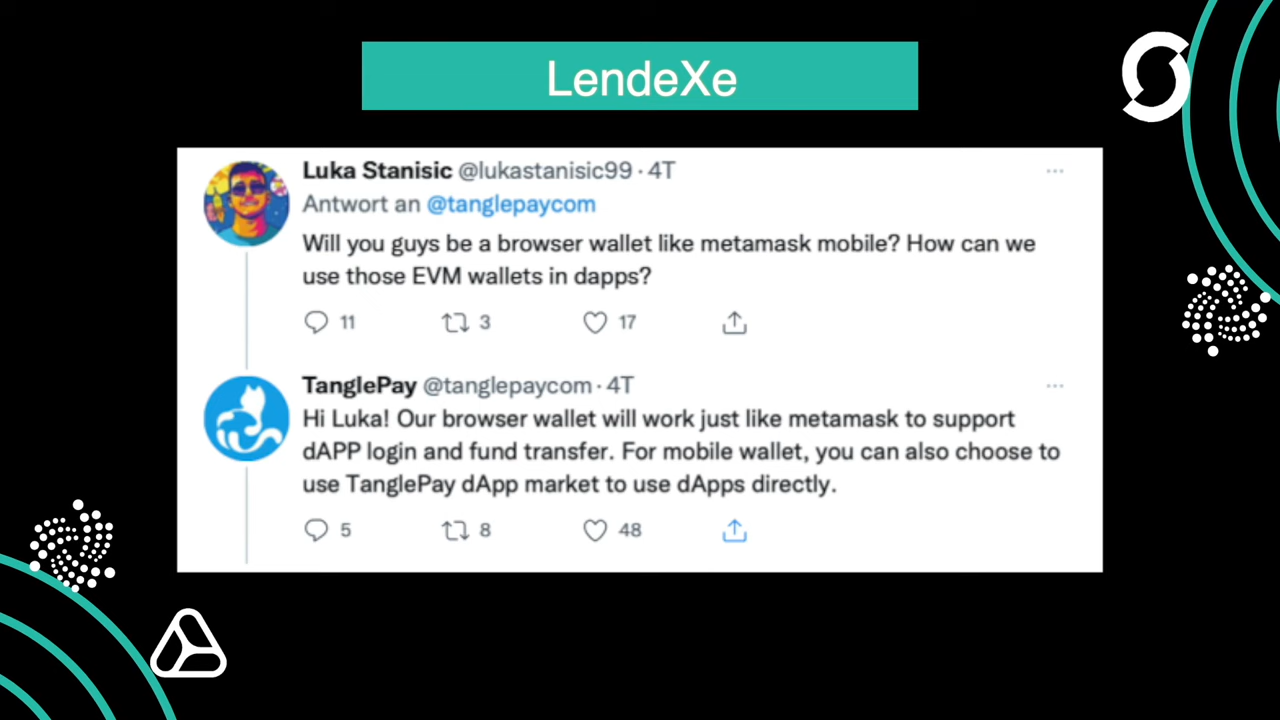 LendeXe
Luka Stanisic @lukastanisic99 · 4T
Antwort an @tanglepaycom
Will you guys be a browser wallet like metamask mobile? How can we
use those EVM wallets in dapps?
11 3 17
TanglePay @tanglepaycom · 4T
Hi Luka! Our browser wallet will work just like metamask to support
dAPP login and fund transfer. For mobile wallet, you can also choose to
use TanglePay dApp market to use dApps directly.
5 8 48